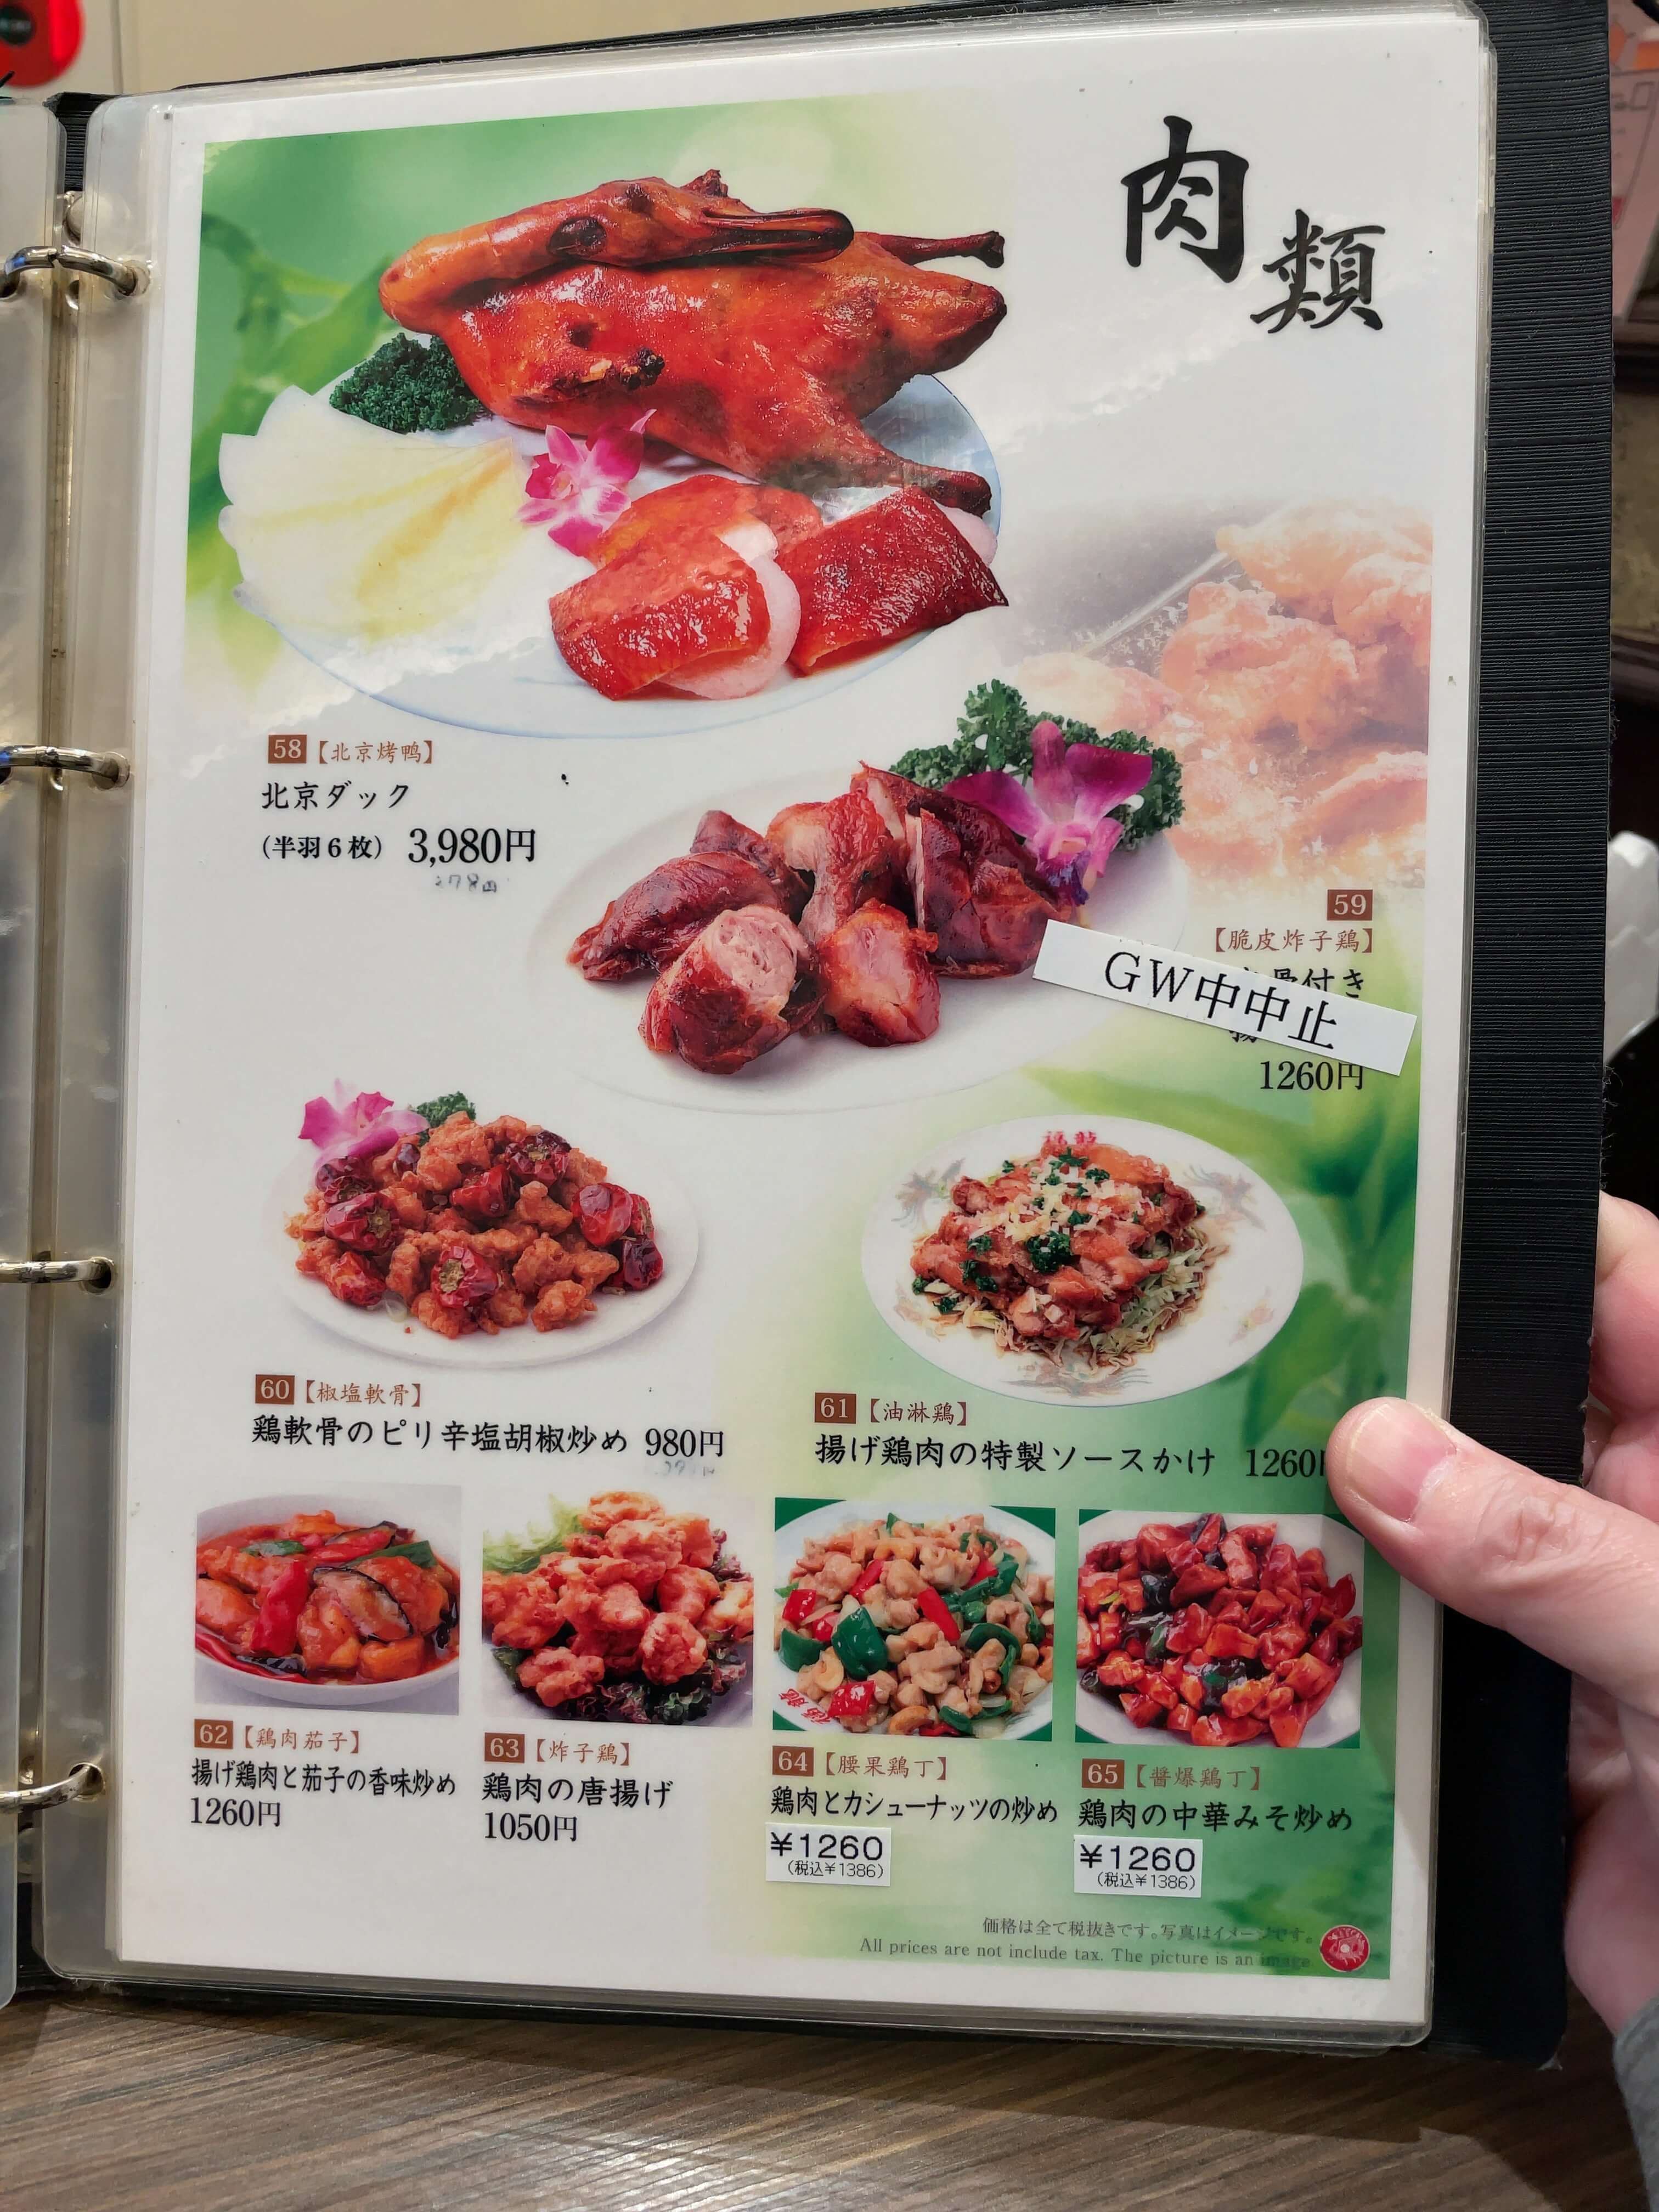 肉類
58【北京烤鸭】
北京ダック
(半羽6枚) 3,980円
59
【脆皮炸子鶏】
骨付き
GW中中止
1260円
福龍
60【椒塩軟骨】
鶏軟骨のピリ辛塩胡椒炒め 980円
61【油淋鶏】
揚げ鶏肉の特製ソースかけ 1260
62【鶏肉茄子】
揚げ鶏肉と茄子の香味炒め
1260円
63【炸子鶏】
鶏肉の唐揚げ
1050円
64【腰果鶏丁】
鶏肉とカシューナッツの炒め
¥1260
(税込¥1386)
65【醤爆鶏丁】
鶏肉の中華みそ炒め
¥1260
(税込¥1386)
価格は全て税抜きです。写真はイメージです。
All prices are not include tax. The picture is an image.